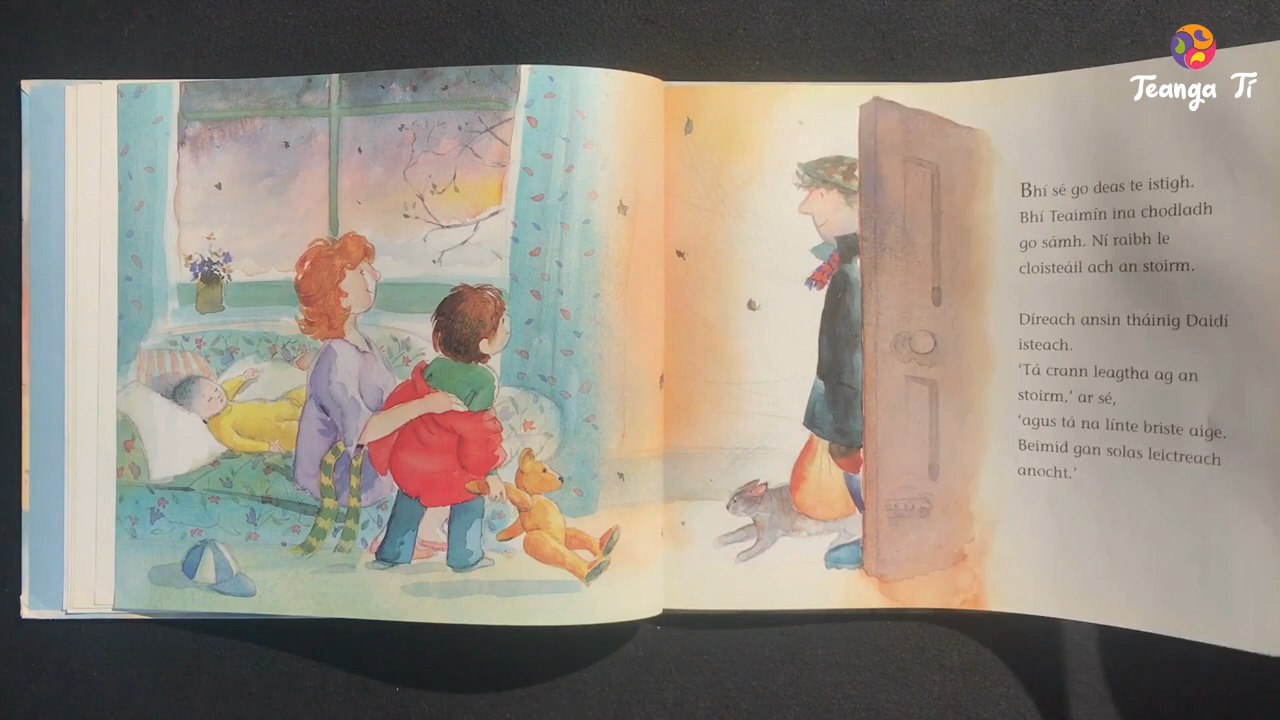 Teanga Tí
Bhí sé go deas te istigh.
Bhí Teaimín ina chodladh
go sámh. Ní raibh le
cloisteáil ach an stoirm.
Díreach ansin tháinig Daidí
isteach.
‘Tá crann leagtha ag an
stoirm,’ ar sé,
‘agus tá na línte briste aige.
Beimid gan solas leictreach
anocht.’